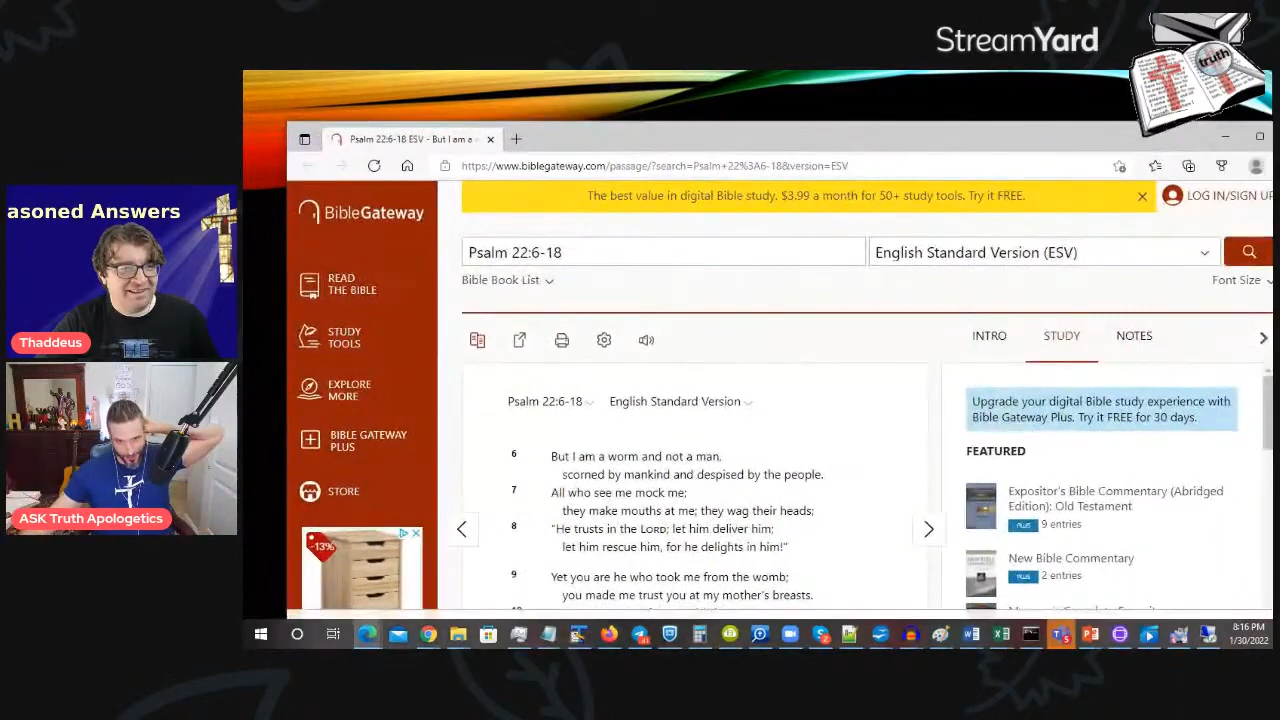 StreamYard
truth
Psalm 22:6-18 ESV - But I am a
https://www.biblegateway.com/passage/?search=Psalm+22%3A6-18&version=ESV
BibleGateway
The best value in digital Bible study. $3.99 a month for 50+ study tools. Try it FREE.
LOG IN/SIGN UP
Psalm 22:6-18
English Standard Version (ESV)
Bible Book List
Font Size
READ
THE BIBLE
STUDY
TOOLS
EXPLORE
MORE
BIBLE GATEWAY
PLUS
STORE
-13%
INTRO
STUDY
NOTES
Psalm 22:6-18
English Standard Version
6 But I am a worm and not a man,
scorned by mankind and despised by the people.
7 All who see me mock me;
they make mouths at me; they wag their heads;
8 “He trusts in the LORD; let him deliver him;
let him rescue him, for he delights in him!”
9 Yet you are he who took me from the womb;
you made me trust you at my mother’s breasts.
Upgrade your digital Bible study experience with
Bible Gateway Plus. Try it FREE for 30 days.
FEATURED
Expositor's Bible Commentary (Abridged
Edition): Old Testament
PLUS 9 entries
New Bible Commentary
PLUS 2 entries
asoned Answers
Thaddeus
ASK Truth Apologetics
8:16 PM
1/30/2022